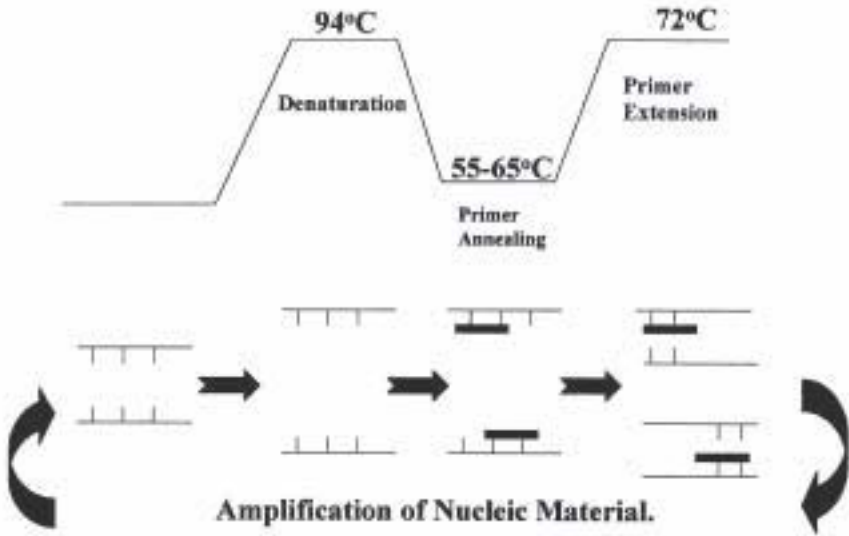 94°C
72°C
Denaturation
Primer
Extension
55-65°C
Primer
Annealing
Amplification of Nucleic Material.